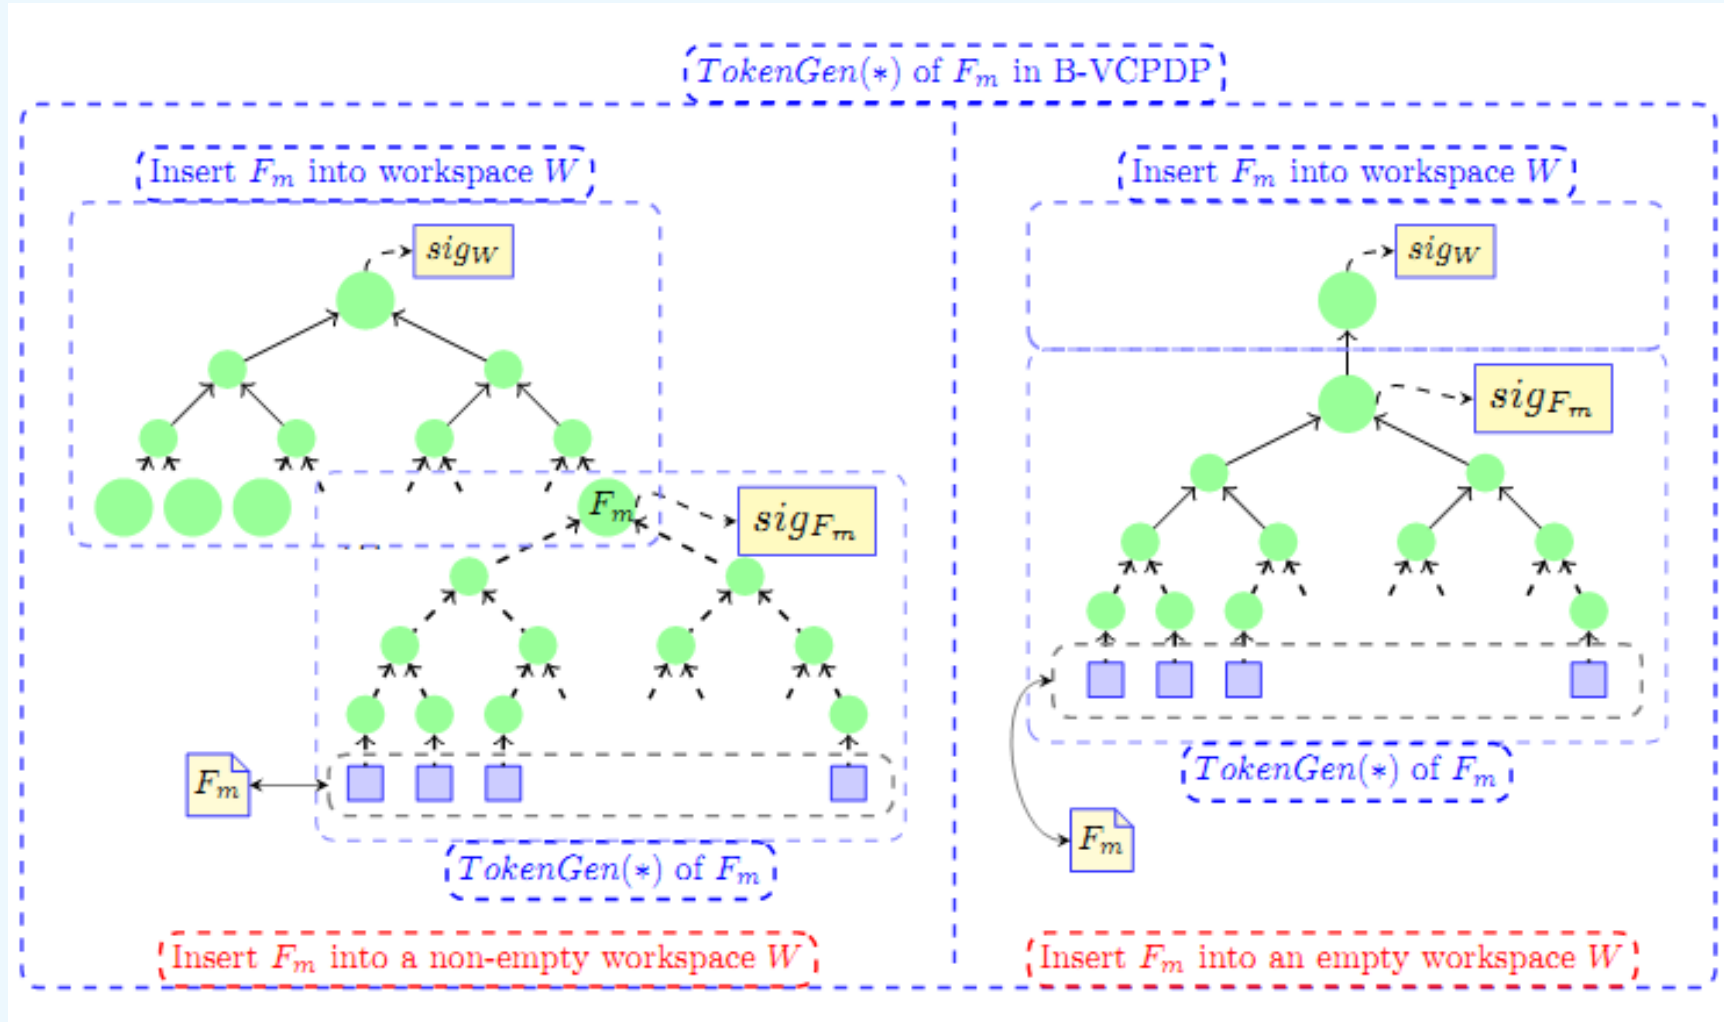 TokenGen(*) of F_m in B-VCPDP
Insert F_m into workspace W
sig_W
F_m
sig_{F_m}
F_m
TokenGen(*) of F_m
Insert F_m into a non-empty workspace W
Insert F_m into workspace W
sig_W
sig_{F_m}
TokenGen(*) of F_m
F_m
Insert F_m into an empty workspace W